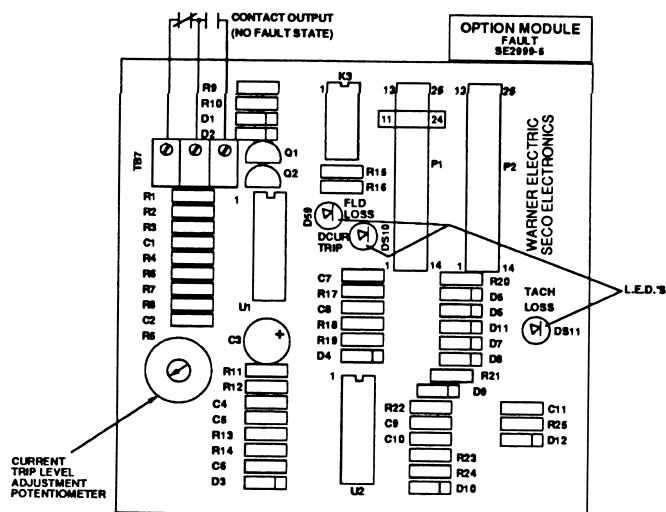 CONTACT OUTPUT
(NO FAULT STATE)
OPTION MODULE
FAULT
SE2999-5
R9
R10
D1
D2
K3
1
13 25
13 25
11 24
TB7
Q1
Q2
R15
R16
P1
P2
WARNER ELECTRIC
SECO ELECTRONICS
R1
R2
R3
C1
R4
R6
R7
R8
C2
R5
1
U1
DS9
FLD
LOSS
DCUR
TRIP
DS10
1 14
1 14
L.E.D.'S
TACH
LOSS
DS11
C7
R17
C8
R18
R19
D4
R20
D5
D6
D11
D7
D8
C3
+
R11
R12
C4
C5
R13
R14
C6
D3
1
U2
R21
D9
R22
C9
C10
R23
R24
D10
C11
R25
D12
CURRENT
TRIP LEVEL
ADJUSTMENT
POTENTIOMETER